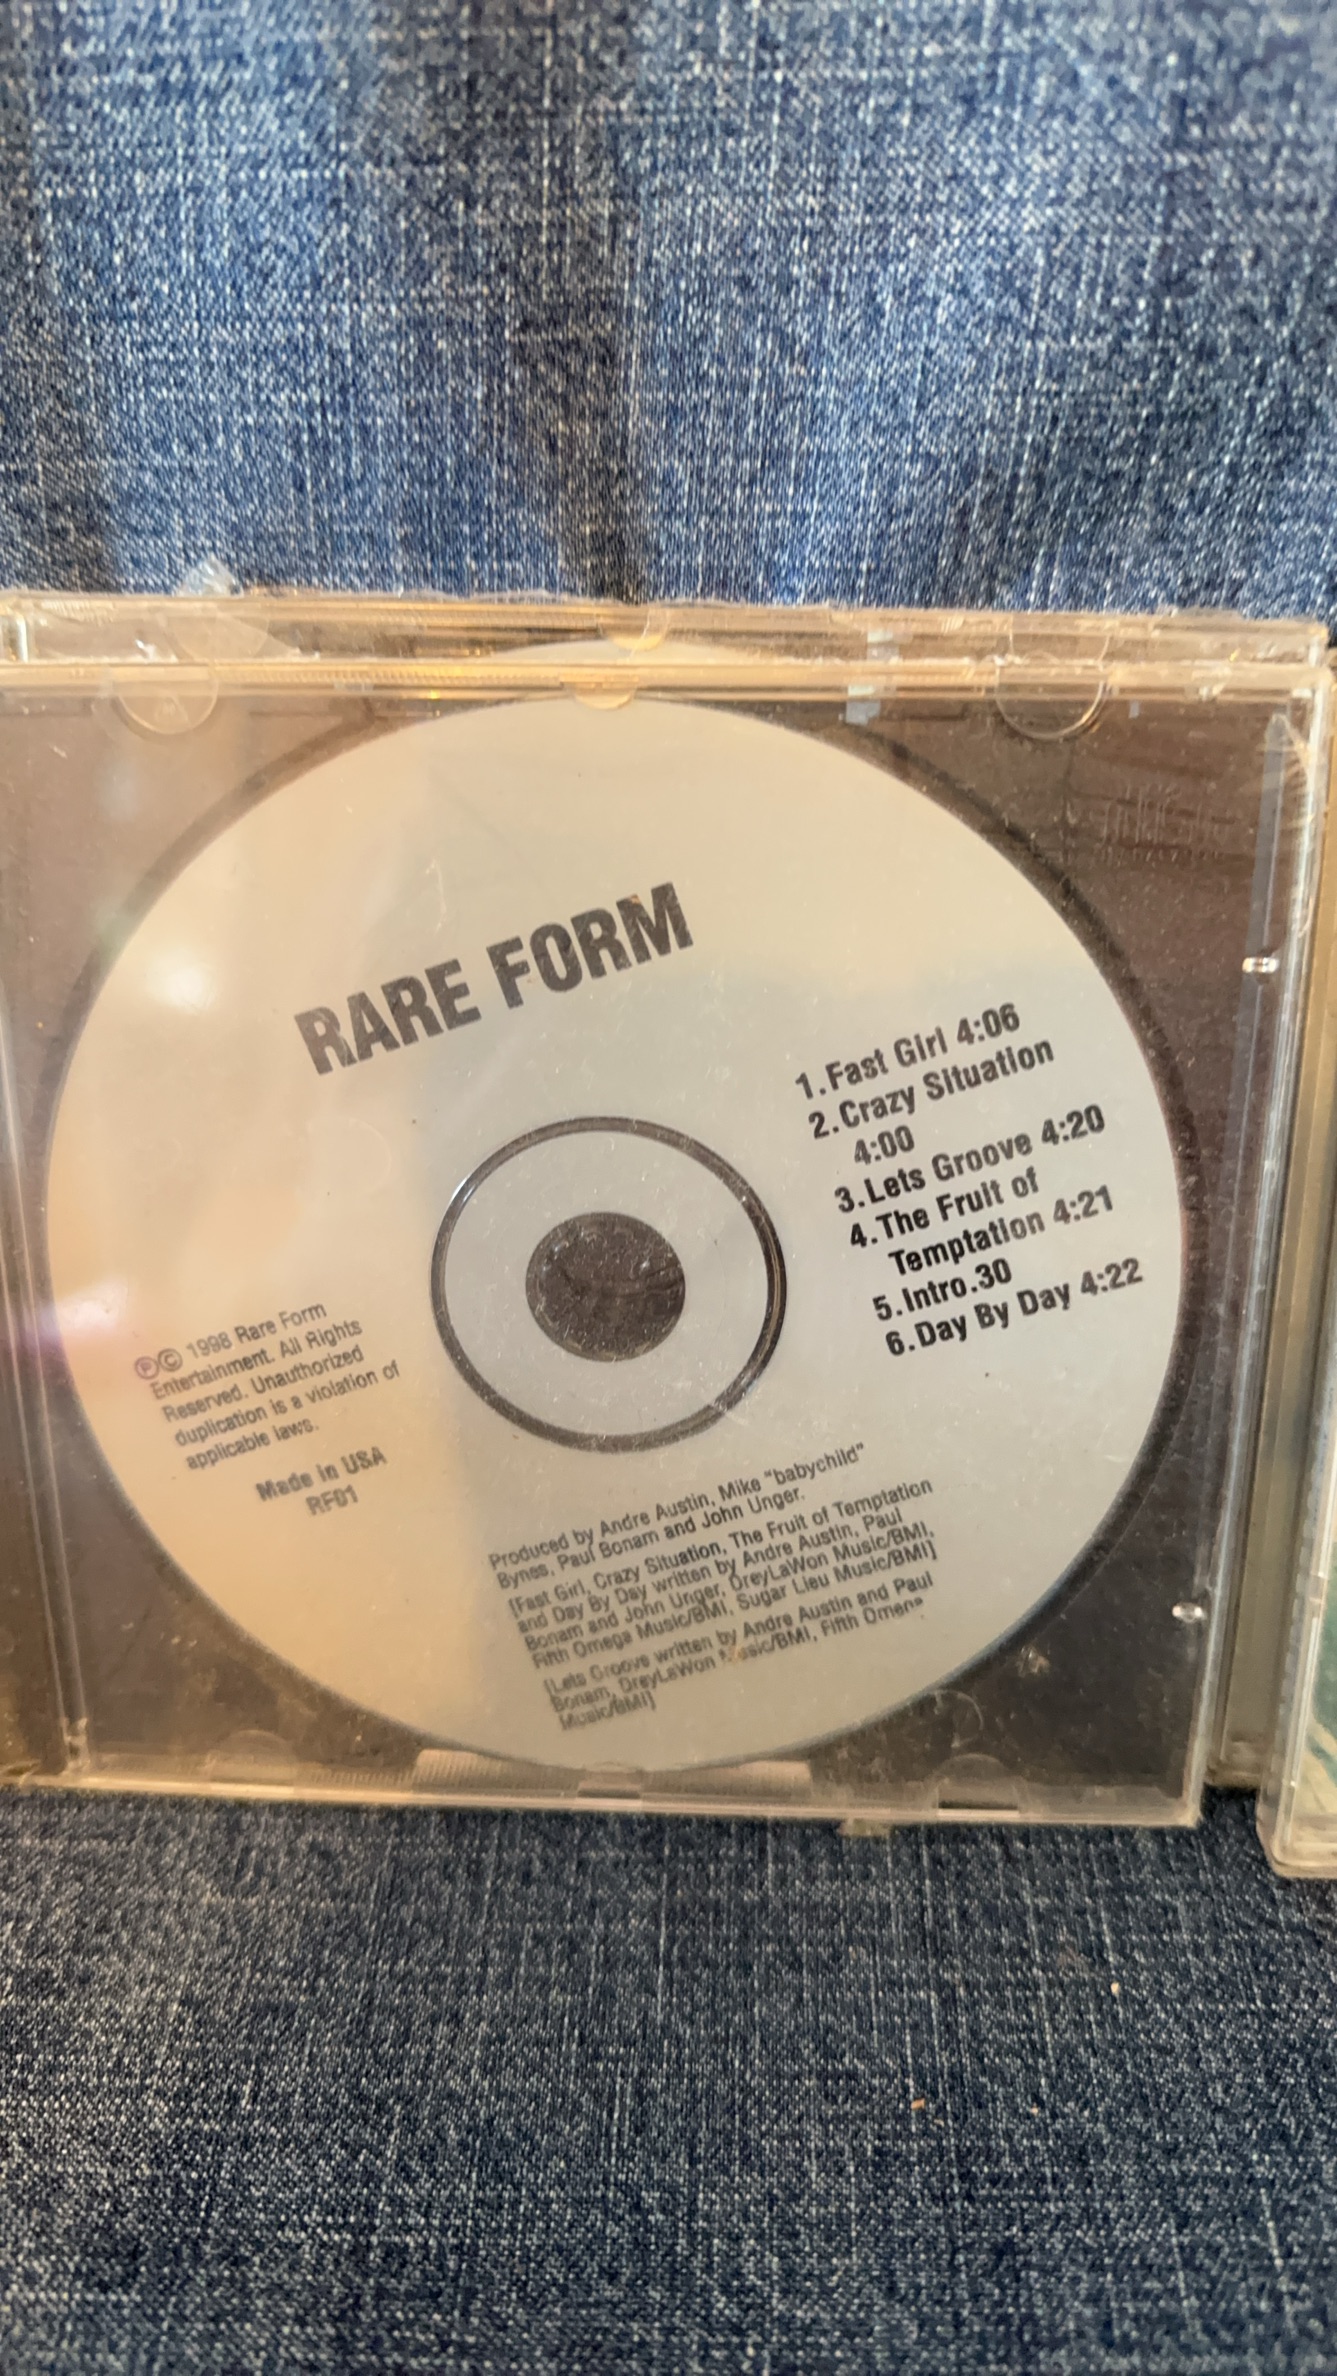 RARE FORM
1.Fast Girl 4:06
2.Crazy Situation
4:00
3.Lets Groove 4:20
4.The Fruit of
Temptation 4:21
5.Intro.30
6.Day By Day 4:22
Ⓟ© 1998 Rare Form
Entertainment. All Rights
Reserved. Unauthorized
duplication is a violation of
applicable laws.
Made in USA
RF01
Produced by Andre Austin, Mike "babychild"
Bynes, Paul Bonam and John Unger.
[Fast Girl, Crazy Situation, The Fruit of Temptation
and Day By Day written by Andre Austin, Paul
Bonam and John Unger, DreyLaWon Music/BMI,
Fifth Omega Music/BMI, Sugar Lieu Music/BMI]
[Lets Groove written by Andre Austin and Paul
Bonam, DreyLaWon Music/BMI, Fifth Omega
Music/BMI]